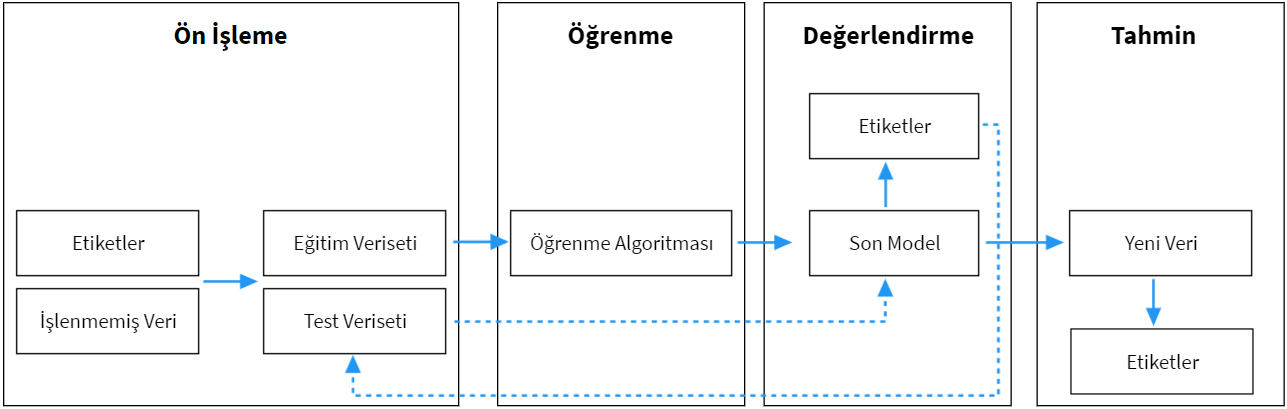 Ön İşleme
Etiketler
İşlenmemiş Veri
Eğitim Veriseti
Test Veriseti
Öğrenme
Öğrenme Algoritması
Değerlendirme
Etiketler
Son Model
Tahmin
Yeni Veri
Etiketler